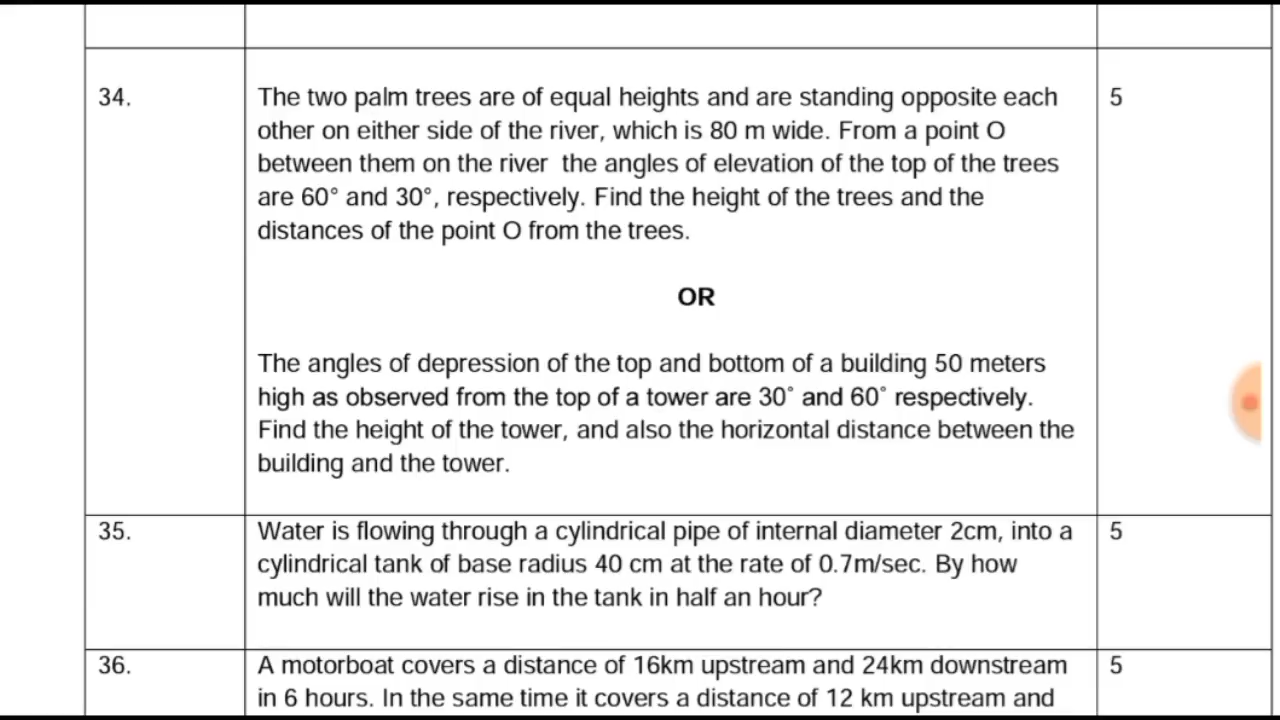 34.
The two palm trees are of equal heights and are standing opposite each
5
other on either side of the river, which is 80 m wide. From a point O
between them on the river the angles of elevation of the top of the trees
are 60° and 30°, respectively. Find the height of the trees and the
distances of the point O from the trees.
OR
The angles of depression of the top and bottom of a building 50 meters
high as observed from the top of a tower are 30˚ and 60˚ respectively.
Find the height of the tower, and also the horizontal distance between the
building and the tower.
35.
Water is flowing through a cylindrical pipe of internal diameter 2cm, into a
5
cylindrical tank of base radius 40 cm at the rate of 0.7m/sec. By how
much will the water rise in the tank in half an hour?
36.
A motorboat covers a distance of 16km upstream and 24km downstream
5
in 6 hours. In the same time it covers a distance of 12 km upstream and